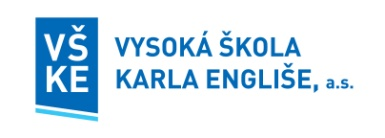 VŠ
KE
VYSOKÁ ŠKOLA
KARLA ENGLIŠE, a.s.